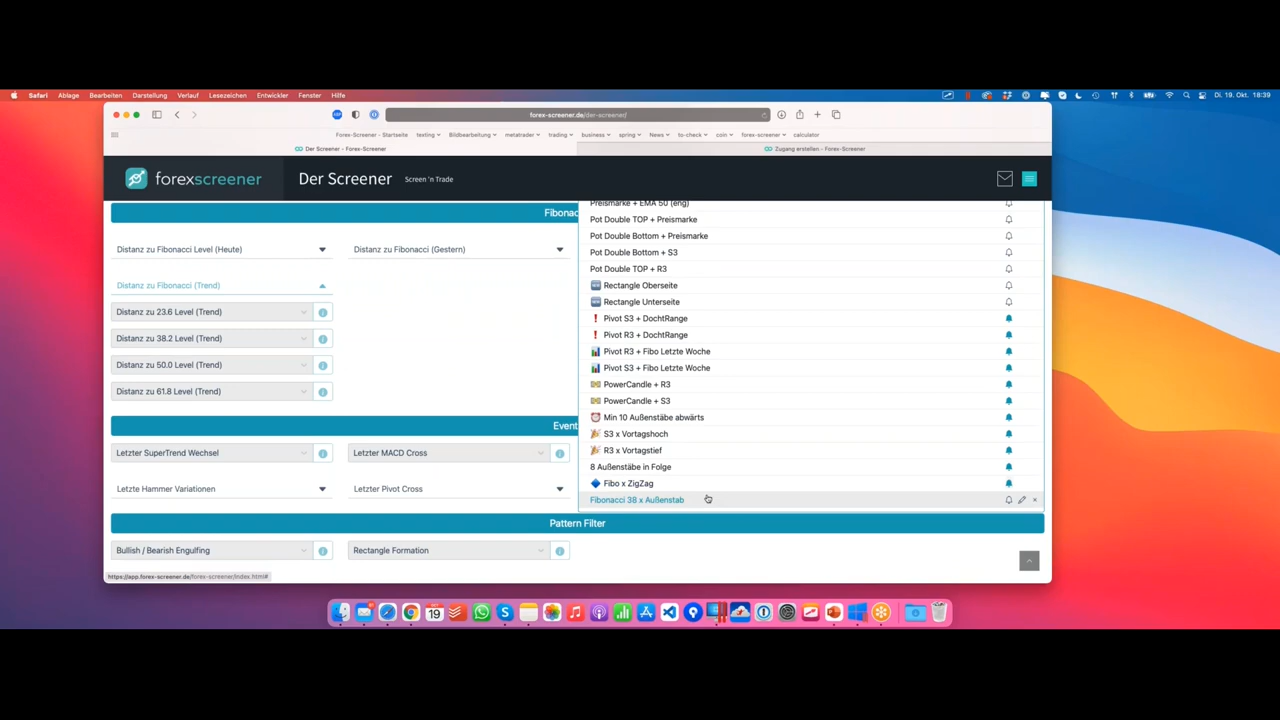 Safari Ablage Bearbeiten Darstellung Verlauf Lesezeichen Entwickler Fenster Hilfe
Di. 19. Okt. 18:39
forex-screener.de/der-screener/
Forex-Screener - Startseite texting Bildbearbeitung metatrader trading business spring News to-check coin forex-screener calculator
Der Screener - Forex-Screener
Zugang erstellen - Forex-Screener
forexscreener
Der Screener
Screen 'n Trade
Fibonac
Distanz zu Fibonacci Level (Heute)
Distanz zu Fibonacci (Gestern)
Distanz zu Fibonacci (Trend)
Distanz zu 23.6 Level (Trend)
Distanz zu 38.2 Level (Trend)
Distanz zu 50.0 Level (Trend)
Distanz zu 61.8 Level (Trend)
Event
Letzter SuperTrend Wechsel
Letzter MACD Cross
Letzte Hammer Variationen
Letzter Pivot Cross
Pattern Filter
Bullish / Bearish Engulfing
Rectangle Formation
Preismarke + EMA 50 (eng)
Pot Double TOP + Preismarke
Pot Double Bottom + Preismarke
Pot Double Bottom + S3
Pot Double TOP + R3
Rectangle Oberseite
Rectangle Unterseite
Pivot S3 + DochtRange
Pivot R3 + DochtRange
Pivot R3 + Fibo Letzte Woche
Pivot S3 + Fibo Letzte Woche
PowerCandle + R3
PowerCandle + S3
Min 10 Außenstäbe abwärts
S3 x Vortagshoch
R3 x Vortagstief
8 Außenstäbe in Folge
Fibo x ZigZag
Fibonacci 38 x Außenstab
https://app.forex-screener.de/forex-screener/index.html#
19